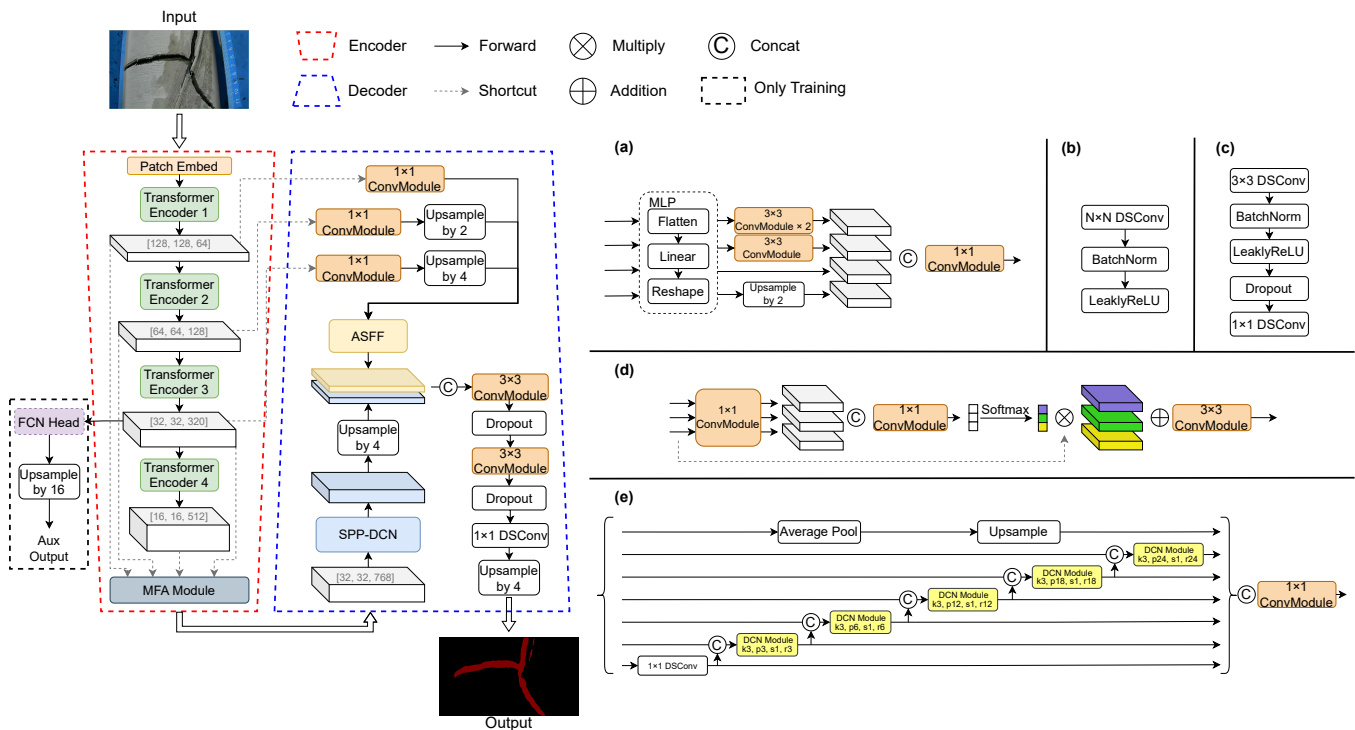 Input
Encoder
Forward
Multiply
C
Concat
Decoder
Shortcut
Addition
Only Training
Patch Embed
Transformer
Encoder 1
[128, 128, 64]
Transformer
Encoder 2
[64, 64, 128]
Transformer
Encoder 3
[32, 32, 320]
Transformer
Encoder 4
[16, 16, 512]
MFA Module
FCN Head
Upsample
by 16
Aux
Output
1×1
ConvModule
1×1
ConvModule
Upsample
by 2
1×1
ConvModule
Upsample
by 4
ASFF
Upsample
by 4
SPP-DCN
[32, 32, 768]
C
3×3
ConvModule
Dropout
3×3
ConvModule
Dropout
1×1 DSConv
Upsample
by 4
Output
(a)
MLP
Flatten
Linear
Reshape
3×3
ConvModule × 2
3×3
ConvModule
Upsample
by 2
C
1×1
ConvModule
(b)
N×N DSConv
BatchNorm
LeaklyReLU
(c)
3×3 DSConv
BatchNorm
LeaklyReLU
Dropout
1×1 DSConv
(d)
1×1
ConvModule
C
1×1
ConvModule
Softmax
3×3
ConvModule
(e)
Average Pool
Upsample
C
DCN Module
k3, p24, s1, r24
C
DCN Module
k3, p18, s1, r18
C
DCN Module
k3, p12, s1, r12
C
DCN Module
k3, p6, s1, r6
C
DCN Module
k3, p3, s1, r3
1×1 DSConv
C
1×1
ConvModule